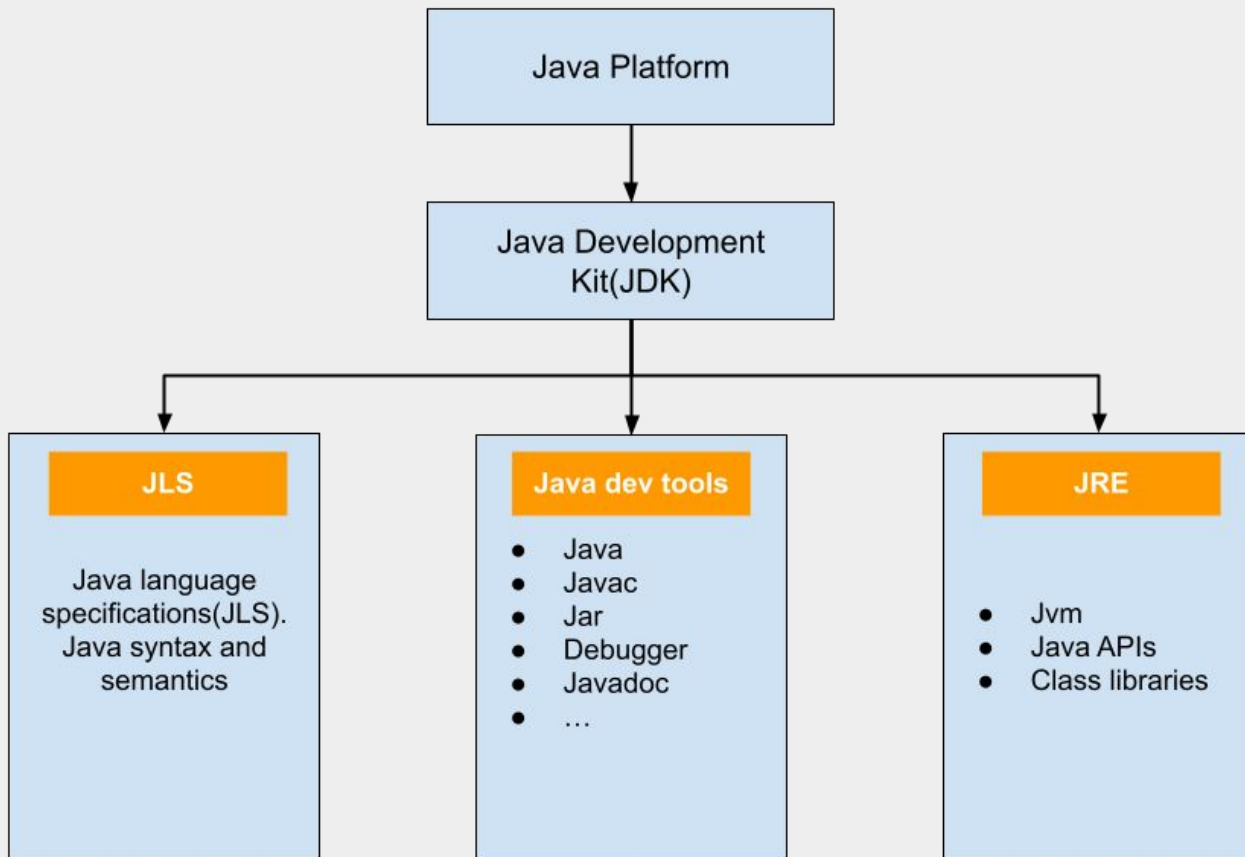 Java Platform
Java Development
Kit(JDK)
JLS
Java language
specifications(JLS).
Java syntax and
semantics
Java dev tools
● Java
● Javac
● Jar
● Debugger
● Javadoc
● …
JRE
● Jvm
● Java APIs
● Class libraries